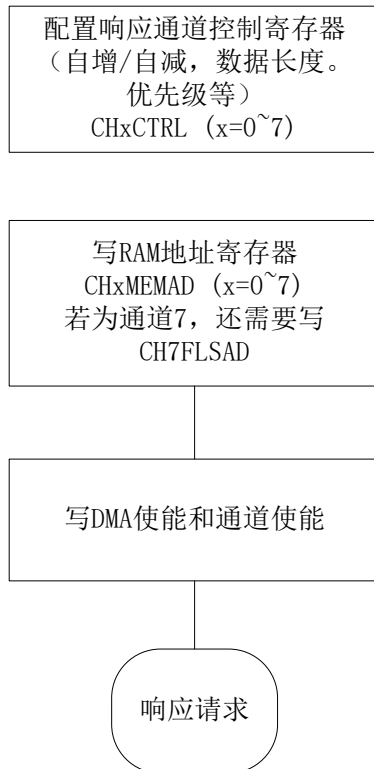 配置响应通道控制寄存器
（自增/自减，数据长度。
优先级等）
CHxCTRL (x=0~7)
写RAM地址寄存器
CHxMEMAD (x=0~7)
若为通道7，还需要写
CH7FLSAD
写DMA使能和通道使能
响应请求